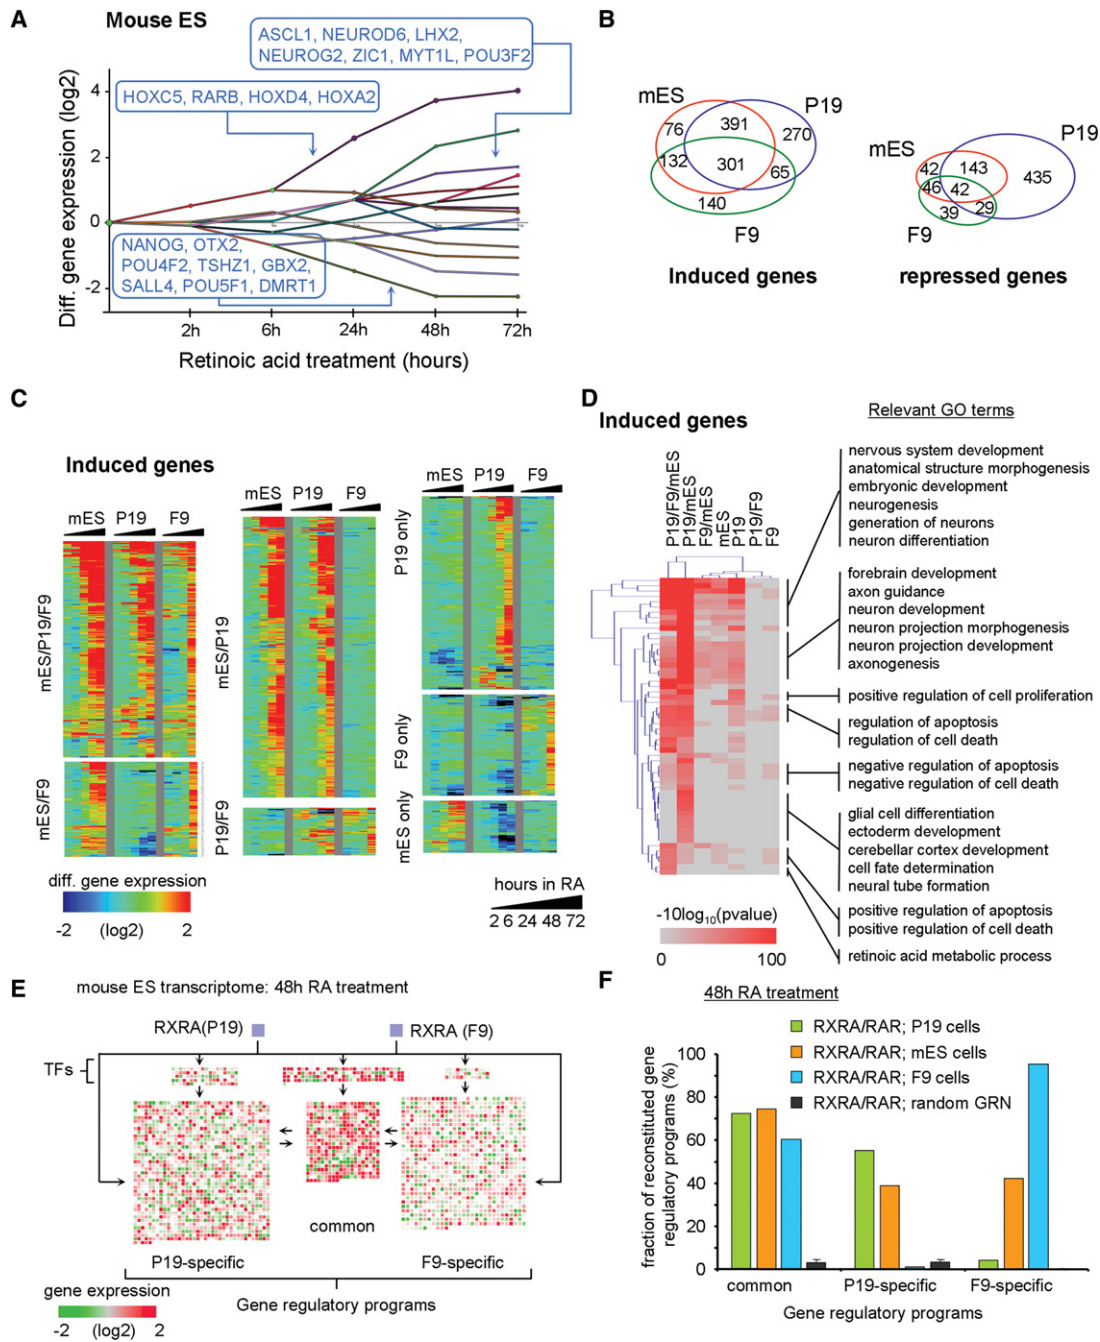 A
Mouse ES
ASCL1, NEUROD6, LHX2,
NEUROG2, ZIC1, MYT1L, POU3F2
HOXC5, RARB, HOXD4, HOXA2
NANOG, OTX2,
POU4F2, TSHZ1, GBX2,
SALL4, POU5F1, DMRT1
Diff. gene expression (log2)
4
2
0
-2
2h
6h
24h
48h
72h
Retinoic acid treatment (hours)
B
mES
P19
76
391
270
132
301
65
140
F9
Induced genes
mES
P19
42
143
435
46
42
39
29
F9
repressed genes
C
Induced genes
mES P19 F9
mES/P19/F9
mES/F9
mES P19 F9
mES/P19
P19/F9
mES P19 F9
P19 only
F9 only
mES only
diff. gene expression
-2 (log2) 2
hours in RA
2 6 24 48 72
D
Induced genes
Relevant GO terms
P19/F9/mES
P19/mES
F9/mES
mES
P19
P19/F9
F9
nervous system development
anatomical structure morphogenesis
embryonic development
neurogenesis
generation of neurons
neuron differentiation
forebrain development
axon guidance
neuron development
neuron projection morphogenesis
neuron projection development
axonogenesis
positive regulation of cell proliferation
regulation of apoptosis
regulation of cell death
negative regulation of apoptosis
negative regulation of cell death
glial cell differentiation
ectoderm development
cerebellar cortex development
cell fate determination
neural tube formation
positive regulation of apoptosis
positive regulation of cell death
retinoic acid metabolic process
-10log10(pvalue)
0 100
E
mouse ES transcriptome: 48h RA treatment
RXRA(P19)
RXRA (F9)
TFs
common
P19-specific
F9-specific
Gene regulatory programs
gene expression
-2 (log2) 2
F
48h RA treatment
RXRA/RAR; P19 cells
RXRA/RAR; mES cells
RXRA/RAR; F9 cells
RXRA/RAR; random GRN
fraction of reconstituted gene
regulatory programs (%)
100
80
60
40
20
0
common
P19-specific
F9-specific
Gene regulatory programs